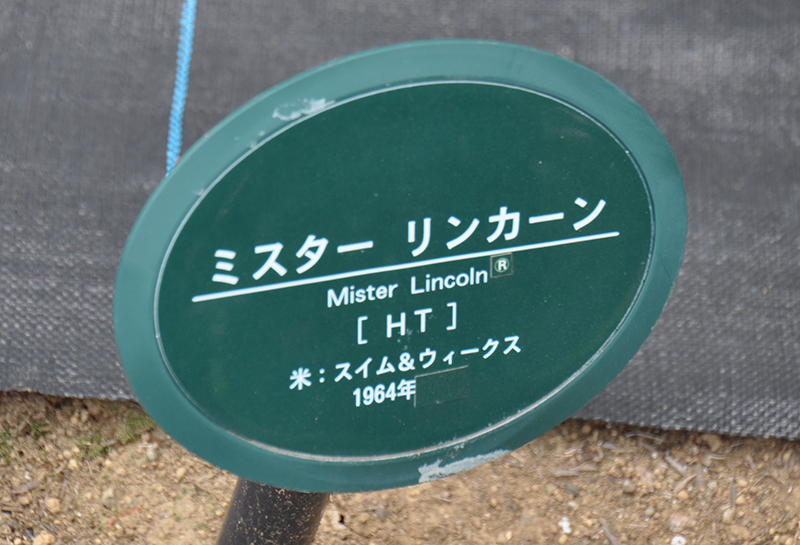 ミスター リンカーン
Mister Lincoln®
[ HT ]
米：スイム＆ウィークス
1964年